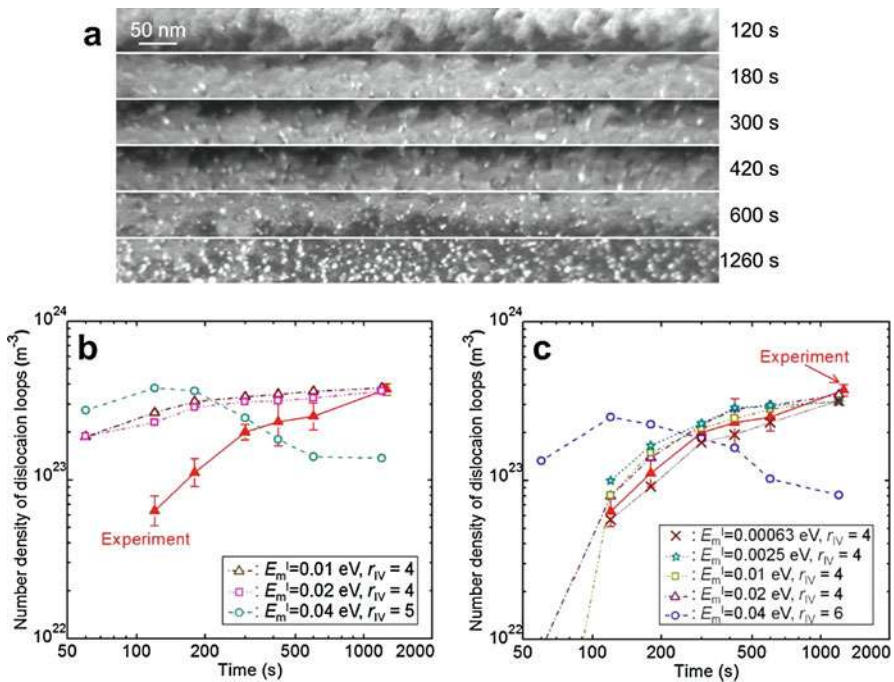 a
50 nm
120 s
180 s
300 s
420 s
600 s
1260 s
b
Number density of dislocaion loops (m⁻³)
10²⁴
10²³
10²²
Experiment
: Eₘᴵ=0.01 eV, rᵢᵥ = 4
: Eₘᴵ=0.02 eV, rᵢᵥ = 4
: Eₘᴵ=0.04 eV, rᵢᵥ = 5
50 100 200 500 1000 2000
Time (s)
c
Number density of dislocaion loops (m⁻³)
10²⁴
10²³
10²²
Experiment
: Eₘᴵ=0.00063 eV, rᵢᵥ = 4
: Eₘᴵ=0.0025 eV, rᵢᵥ = 4
: Eₘᴵ=0.01 eV, rᵢᵥ = 4
: Eₘᴵ=0.02 eV, rᵢᵥ = 4
: Eₘᴵ=0.04 eV, rᵢᵥ = 6
50 100 200 500 1000 2000
Time (s)